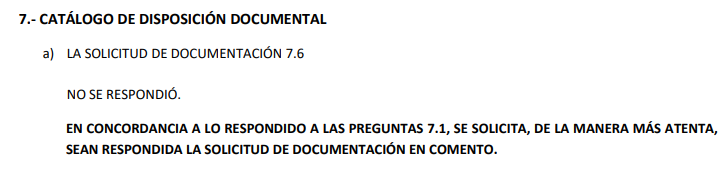 7.- CATÁLOGO DE DISPOSICIÓN DOCUMENTAL
a) LA SOLICITUD DE DOCUMENTACIÓN 7.6
NO SE RESPONDIÓ.
EN CONCORDANCIA A LO RESPONDIDO A LAS PREGUNTAS 7.1, SE SOLICITA, DE LA MANERA MÁS ATENTA,
SEAN RESPONDIDA LA SOLICITUD DE DOCUMENTACIÓN EN COMENTO.